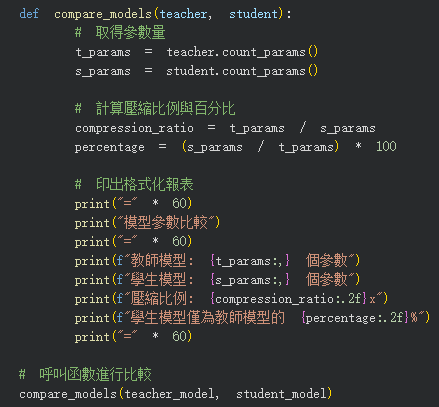 def compare_models(teacher, student):
# 取得參數量
t_params = teacher.count_params()
s_params = student.count_params()
# 計算壓縮比例與百分比
compression_ratio = t_params / s_params
percentage = (s_params / t_params) * 100
# 印出格式化報表
print("=" * 60)
print("模型參數比較")
print("=" * 60)
print(f"教師模型: {t_params:,} 個參數")
print(f"學生模型: {s_params:,} 個參數")
print(f"壓縮比例: {compression_ratio:.2f}x")
print(f"學生模型僅為教師模型的 {percentage:.2f}%")
print("=" * 60)
# 呼叫函數進行比較
compare_models(teacher_model, student_model)